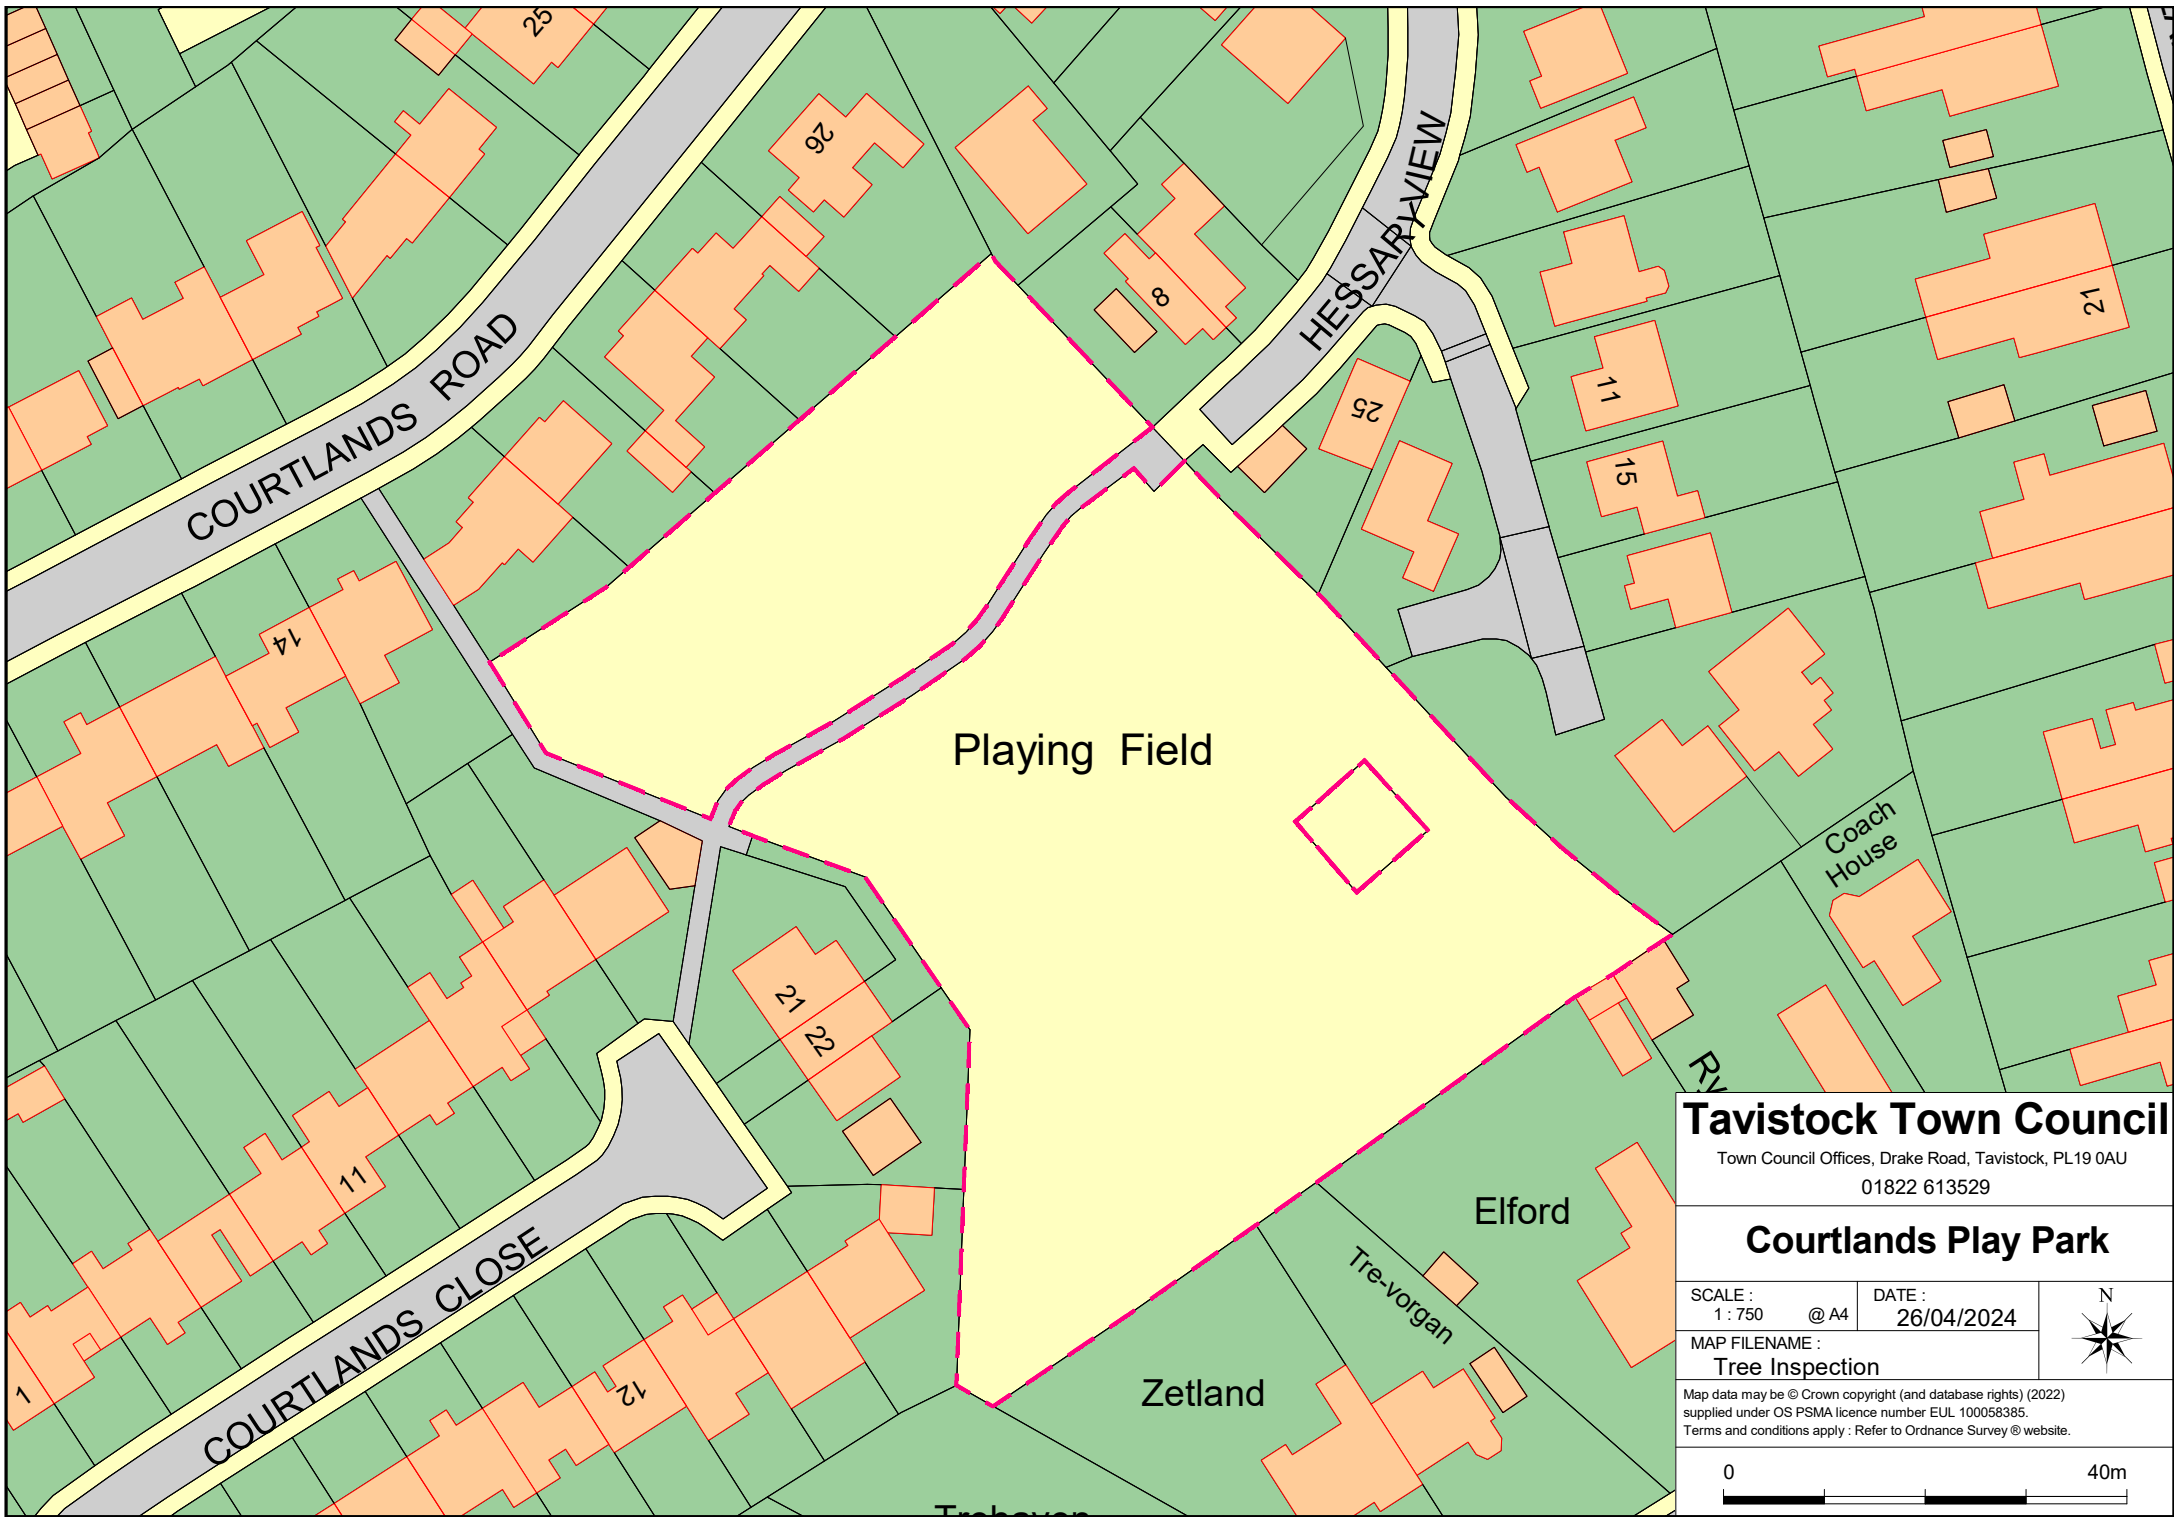 25
26
HESSARY VIEW
8
21
COURTLANDS ROAD
25
11
15
14
Playing Field
Coach
House
21
22
11
COURTLANDS CLOSE
1
12
Elford
Tre-vorgan
Zetland
Trehaven
Tavistock Town Council
Town Council Offices, Drake Road, Tavistock, PL19 0AU
01822 613529
Courtlands Play Park
SCALE :
1 : 750 @ A4
DATE :
26/04/2024
N
MAP FILENAME :
Tree Inspection
Map data may be © Crown copyright (and database rights) (2022)
supplied under OS PSMA licence number EUL 100058385.
Terms and conditions apply : Refer to Ordnance Survey ® website.
0 40m